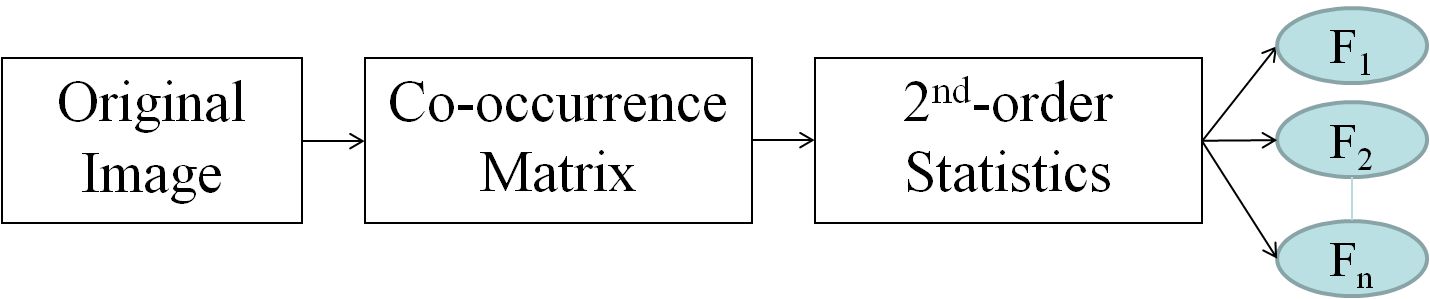 Original
Image
Co-occurrence
Matrix
2nd-order
Statistics
F1
F2
Fn